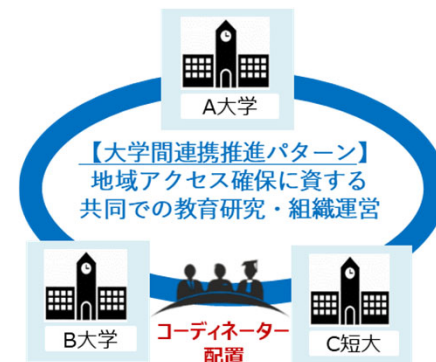 A大学
【大学間連携推進パターン】
地域アクセス確保に資する
共同での教育研究・組織運営
B大学
コーディネーター
配置
C短大